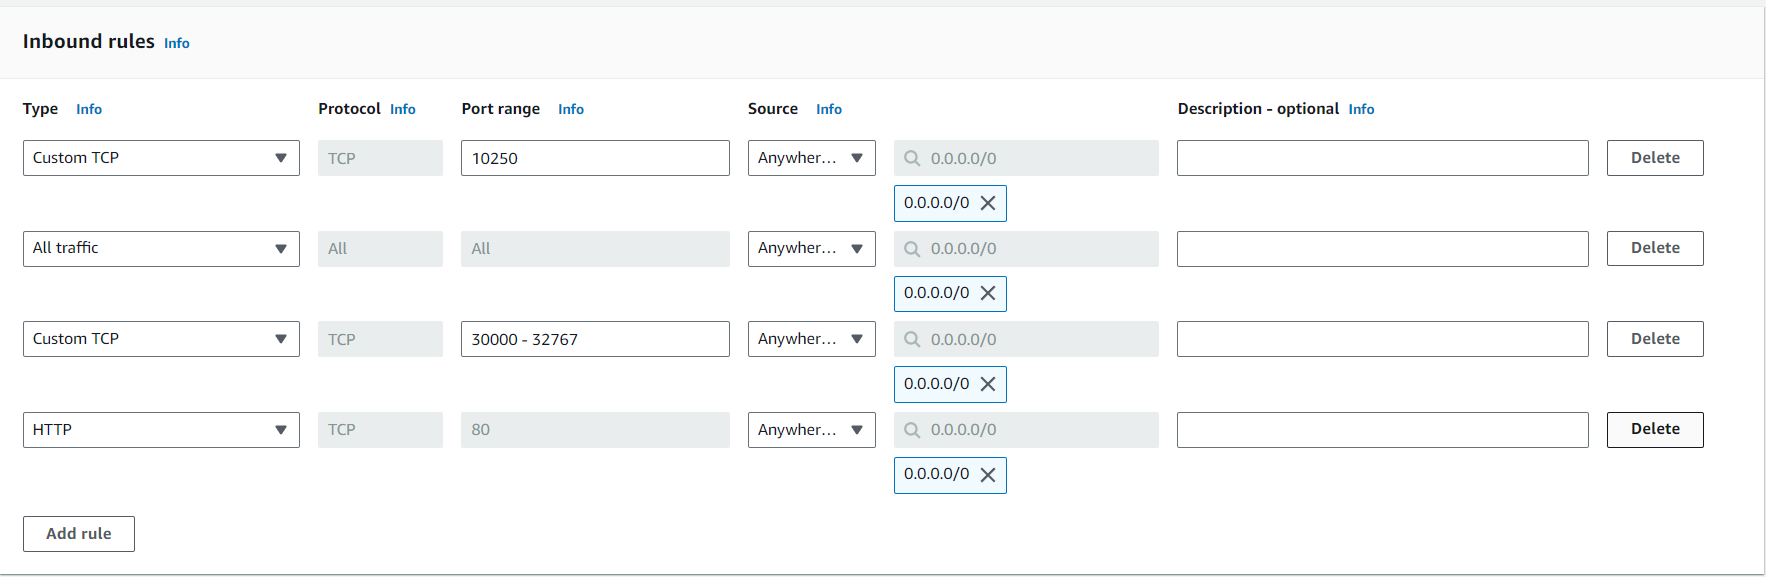 Inbound rules Info
Type Info Protocol Info Port range Info Source Info Description - optional Info
Custom TCP TCP 10250 Anywher... 0.0.0.0/0 Delete
0.0.0.0/0
All traffic All All Anywher... 0.0.0.0/0 Delete
0.0.0.0/0
Custom TCP TCP 30000 - 32767 Anywher... 0.0.0.0/0 Delete
0.0.0.0/0
HTTP TCP 80 Anywher... 0.0.0.0/0 Delete
0.0.0.0/0
Add rule